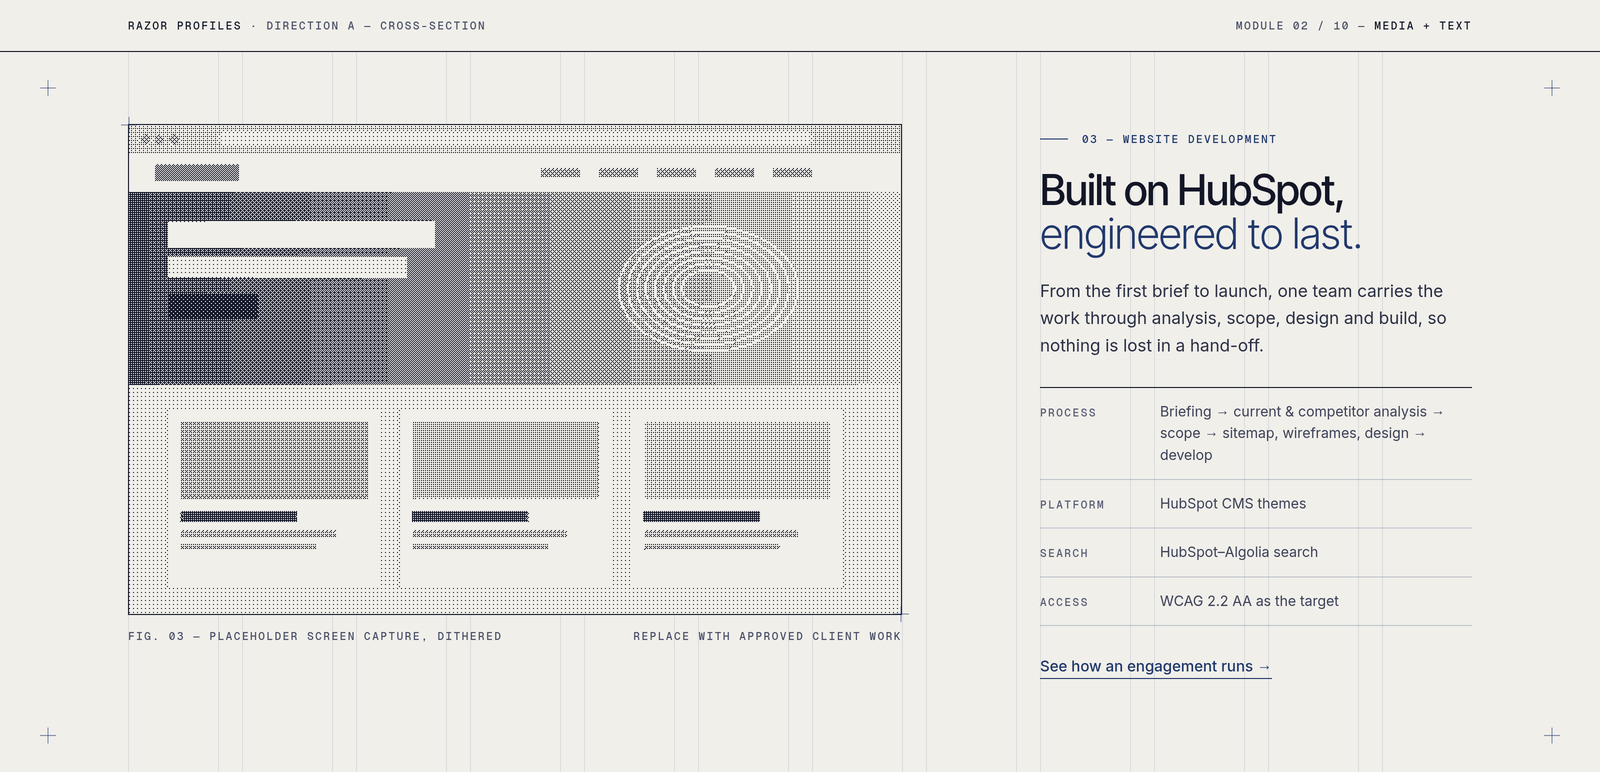 RAZOR PROFILES · DIRECTION A — CROSS-SECTION
MODULE 02 / 10 — MEDIA + TEXT
FIG. 03 — PLACEHOLDER SCREEN CAPTURE, DITHERED
REPLACE WITH APPROVED CLIENT WORK
03 — WEBSITE DEVELOPMENT
Built on HubSpot,
engineered to last.
From the first brief to launch, one team carries the
work through analysis, scope, design and build, so
nothing is lost in a hand-off.
PROCESS
Briefing → current & competitor analysis →
scope → sitemap, wireframes, design →
develop
PLATFORM
HubSpot CMS themes
SEARCH
HubSpot–Algolia search
ACCESS
WCAG 2.2 AA as the target
See how an engagement runs →